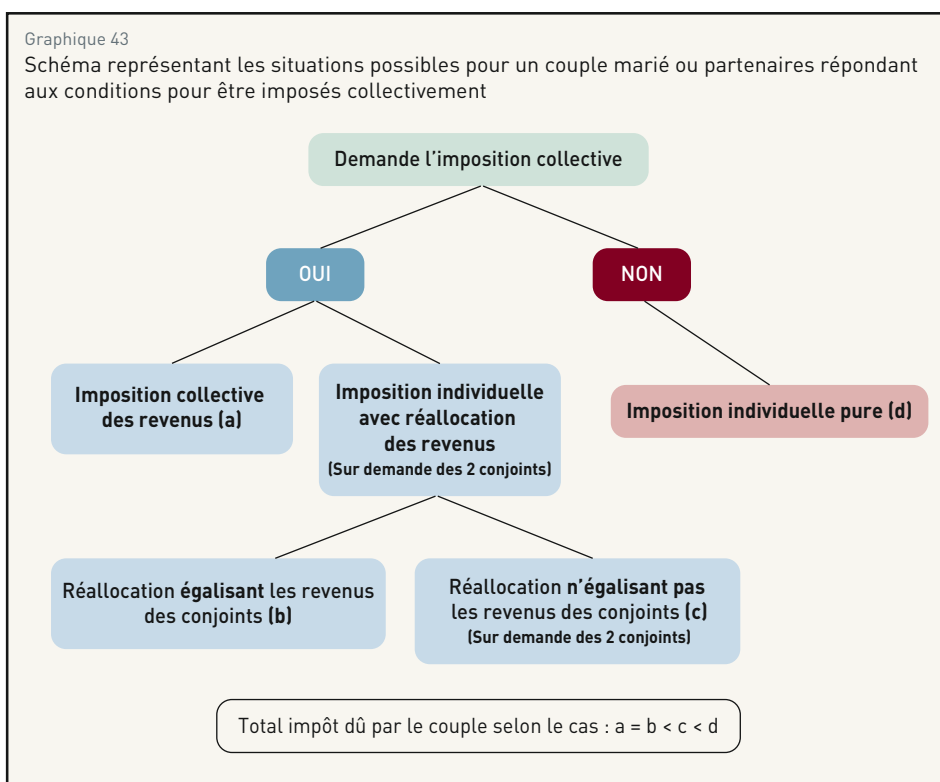 Graphique 43
Schéma représentant les situations possibles pour un couple marié ou partenaires répondant
aux conditions pour être imposés collectivement
Demande l’imposition collective
OUI
NON
Imposition collective
des revenus (a)
Imposition individuelle
avec réallocation
des revenus
(Sur demande des 2 conjoints)
Imposition individuelle pure (d)
Réallocation égalisant les revenus
des conjoints (b)
Réallocation n’égalisant pas
les revenus des conjoints (c)
(Sur demande des 2 conjoints)
Total impôt dû par le couple selon le cas : a = b < c < d